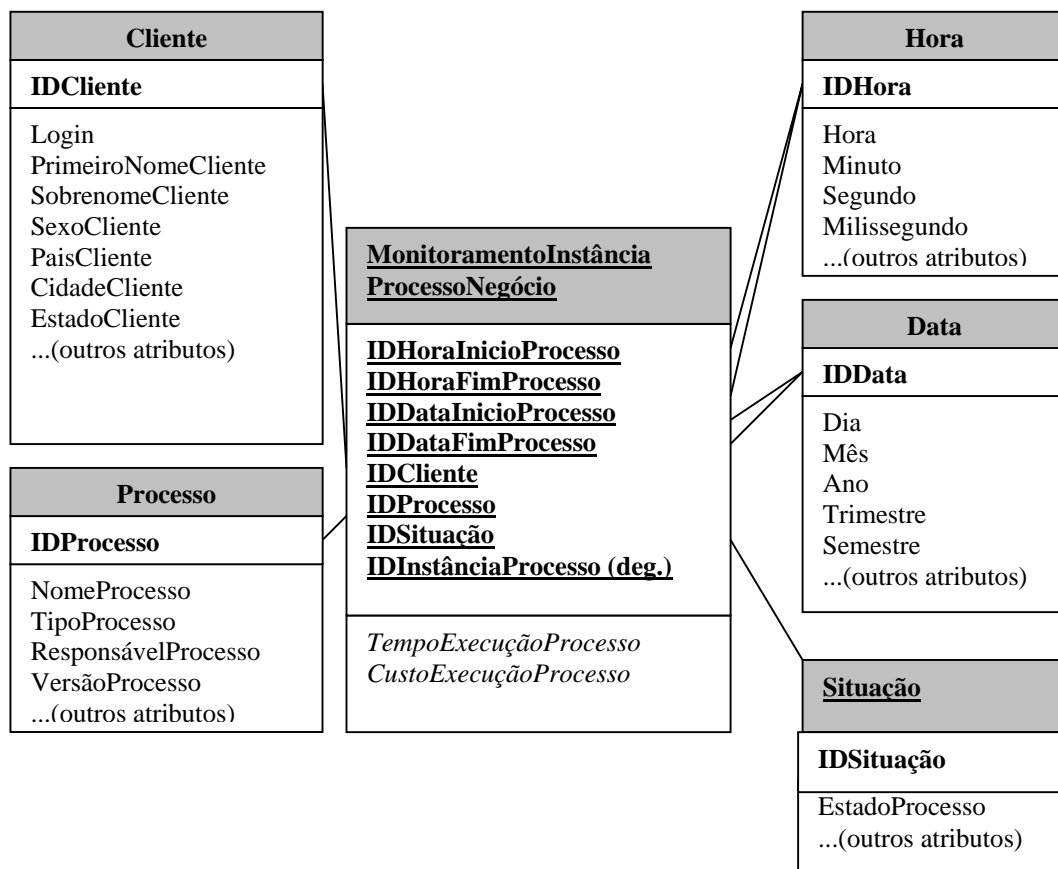 Cliente
IDCliente
Login
PrimeiroNomeCliente
SobrenomeCliente
SexoCliente
PaisCliente
CidadeCliente
EstadoCliente
...(outros atributos)
Processo
IDProcesso
NomeProcesso
TipoProcesso
ResponsávelProcesso
VersãoProcesso
...(outros atributos)
MonitoramentoInstância
ProcessoNegócio
IDHoraInicioProcesso
IDHoraFimProcesso
IDDataInicioProcesso
IDDataFimProcesso
IDCliente
IDProcesso
IDSituação
IDInstânciaProcesso (deg.)
TempoExecuçãoProcesso
CustoExecuçãoProcesso
Hora
IDHora
Hora
Minuto
Segundo
Milissegundo
...(outros atributos)
Data
IDData
Dia
Mês
Ano
Trimestre
Semestre
...(outros atributos)
Situação
IDSituação
EstadoProcesso
...(outros atributos)